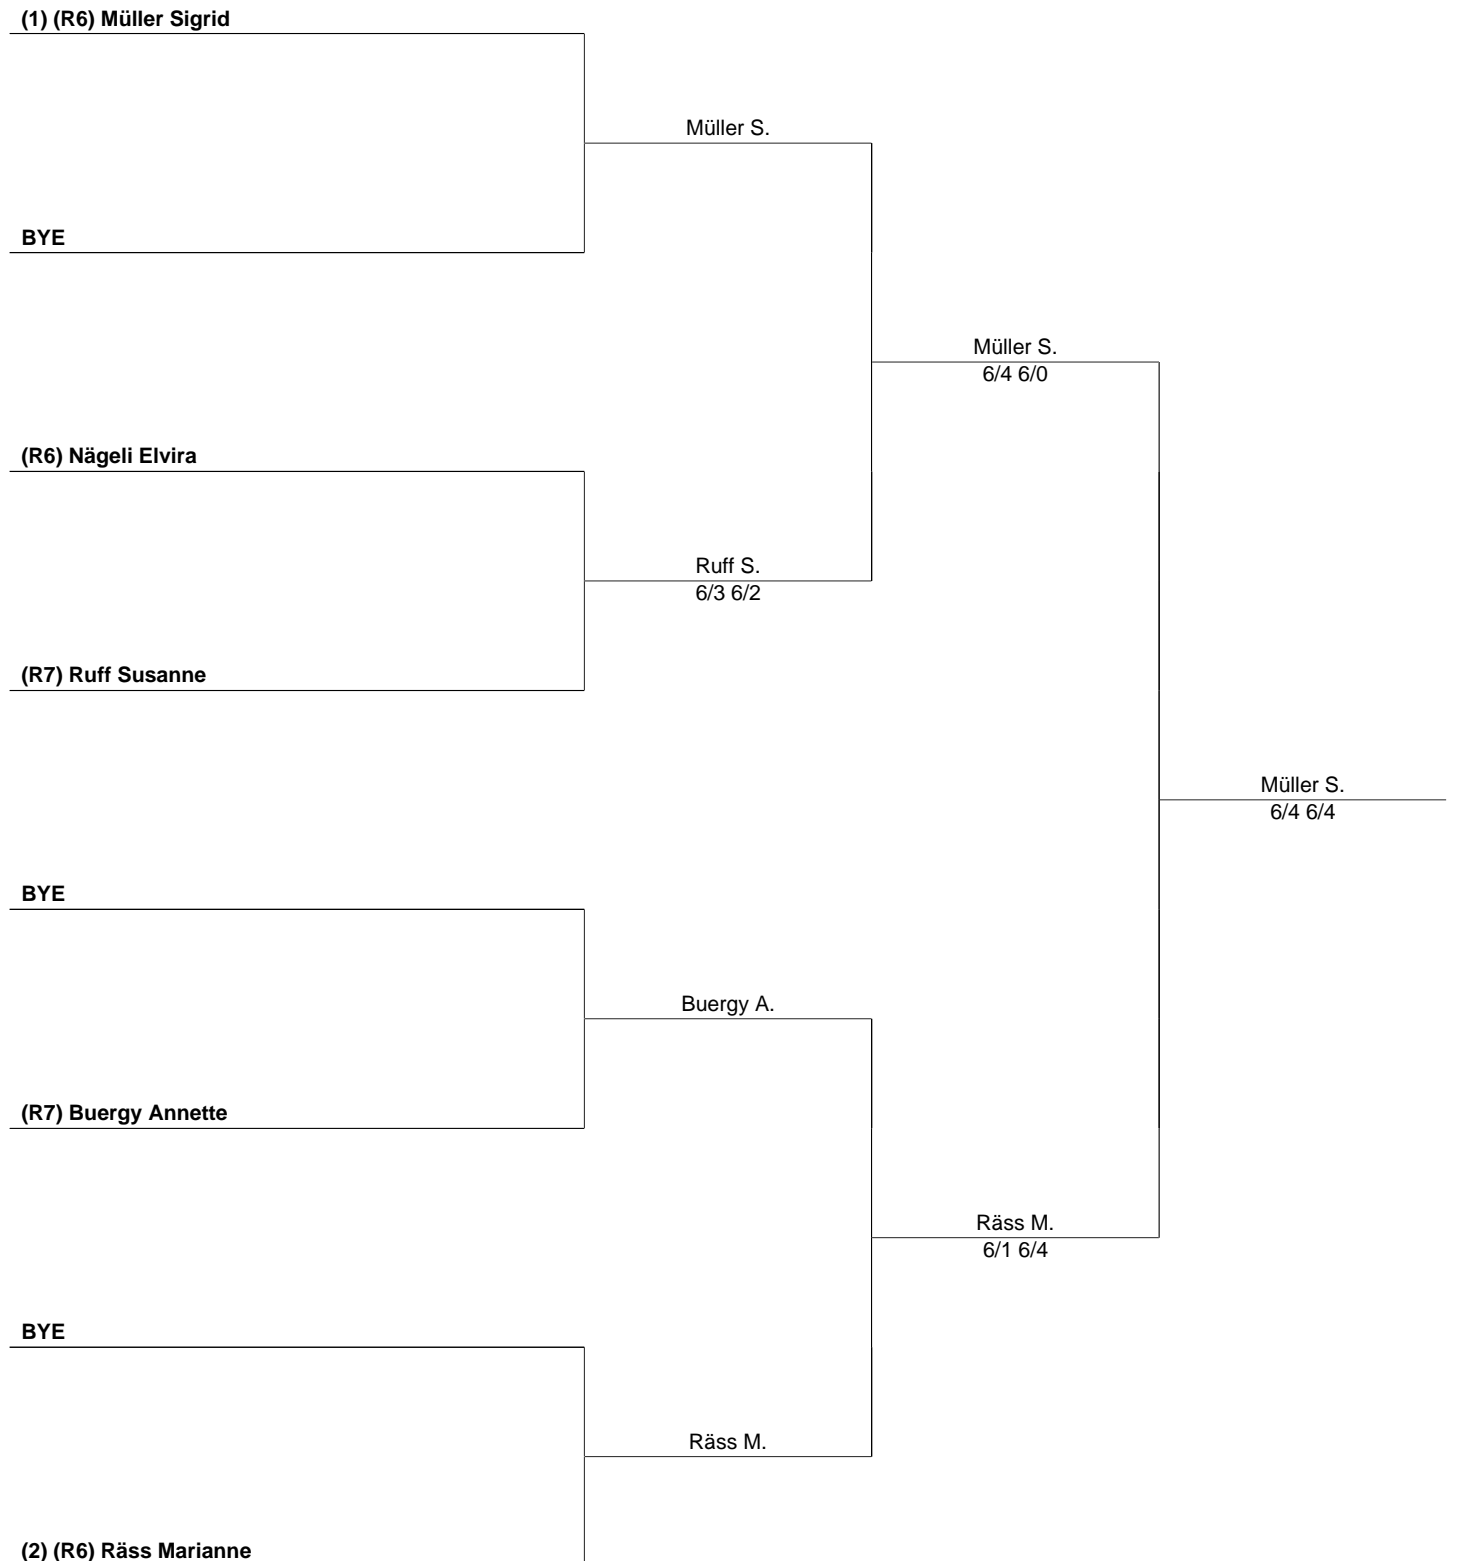 (1) (R6) Müller Sigrid
Müller S.
BYE
Müller S.
6/4 6/0
(R6) Nägeli Elvira
Ruff S.
6/3 6/2
(R7) Ruff Susanne
Müller S.
6/4 6/4
BYE
Buergy A.
(R7) Buergy Annette
Räss M.
6/1 6/4
BYE
Räss M.
(2) (R6) Räss Marianne